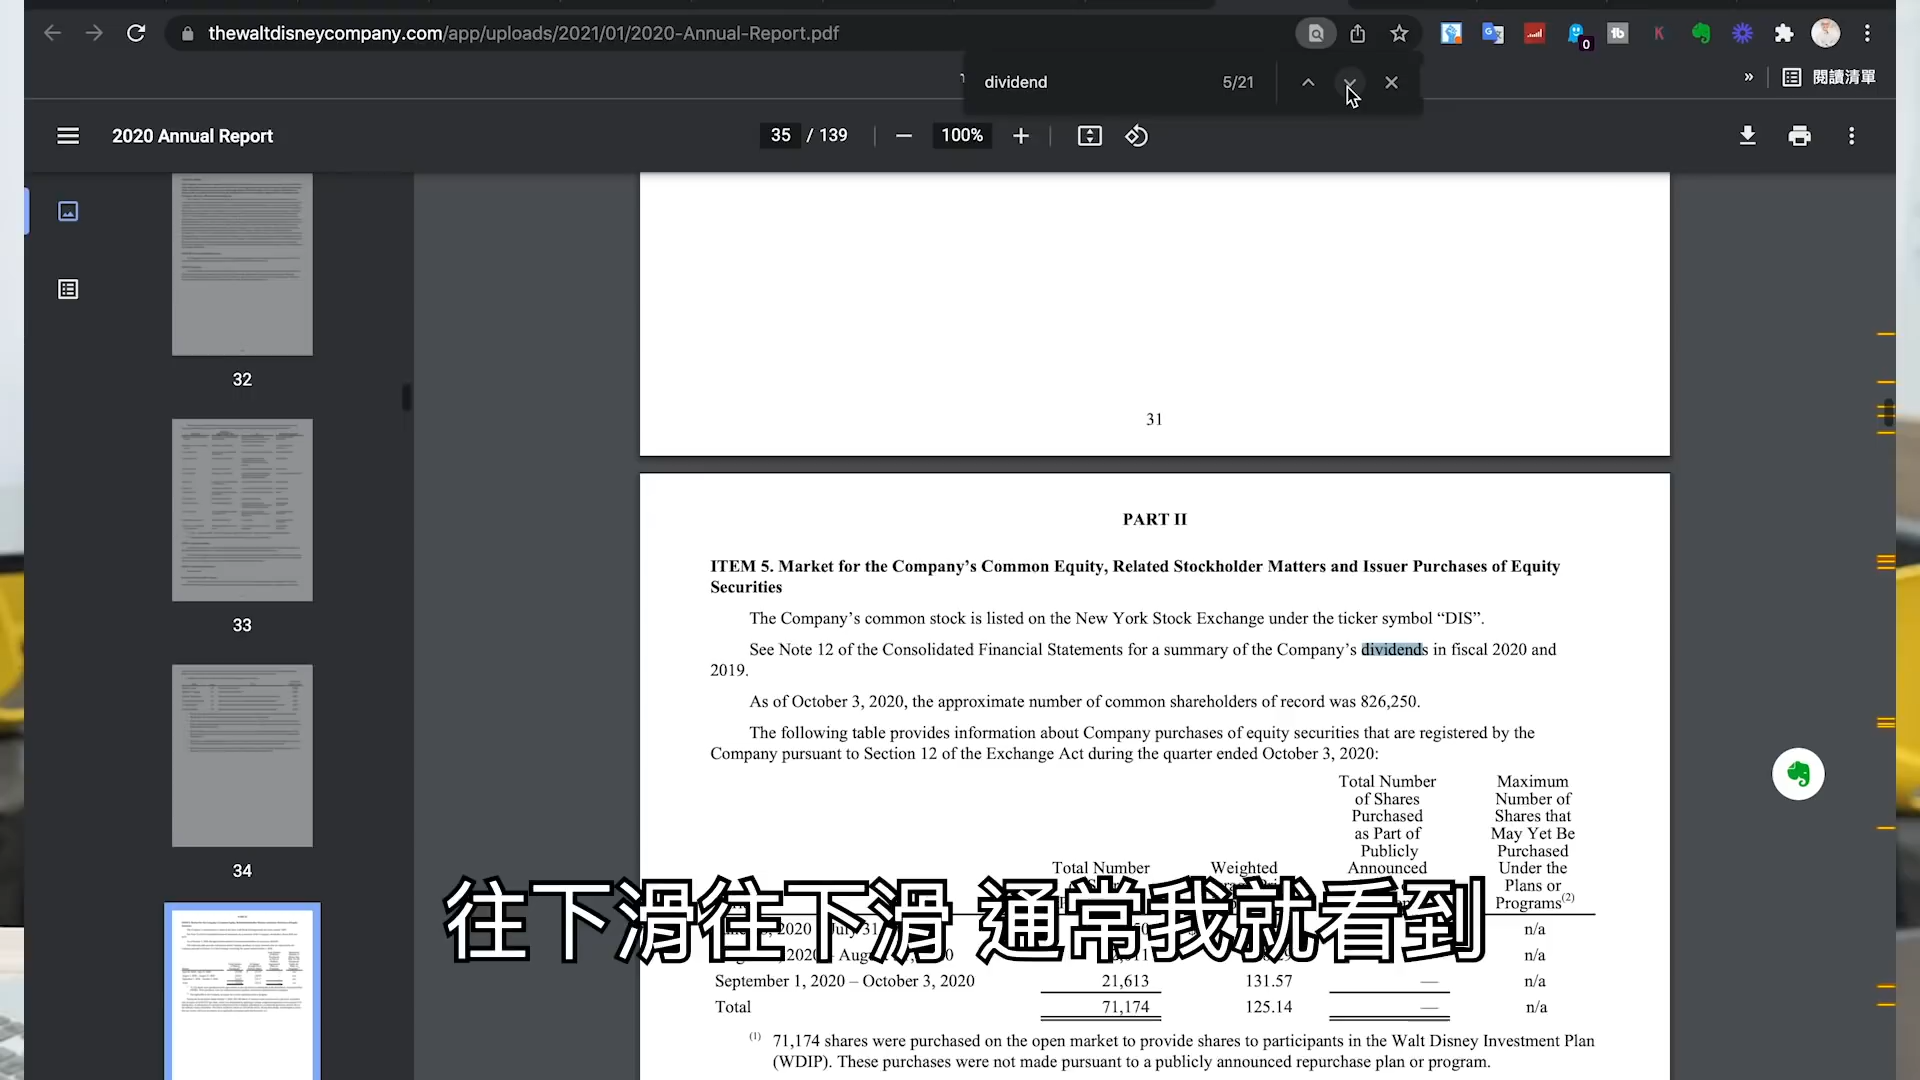 thewaltdisneycompany.com/app/uploads/2021/01/2020-Annual-Report.pdf
0
tb
K
dividend
5/21
»
閱讀清單
2020 Annual Report
35 / 139
100%
32
33
34
31
PART II
ITEM 5. Market for the Company’s Common Equity, Related Stockholder Matters and Issuer Purchases of Equity
Securities
The Company’s common stock is listed on the New York Stock Exchange under the ticker symbol “DIS”.
See Note 12 of the Consolidated Financial Statements for a summary of the Company’s dividends in fiscal 2020 and
2019.
As of October 3, 2020, the approximate number of common shareholders of record was 826,250.
The following table provides information about Company purchases of equity securities that are registered by the
Company pursuant to Section 12 of the Exchange Act during the quarter ended October 3, 2020:
Total Number
of Shares
Purchased
as Part of
Publicly
Announced
Maximum
Number of
Shares that
May Yet Be
Purchased
Under the
Plans or
Programs(2)
Total Number
Weighted
往下滑往下滑 通常我就看到
2020
July 31
n/a
2020
n/a
September 1, 2020 – October 3, 2020 21,613 131.57 — n/a
Total 71,174 125.14 — n/a
(1) 71,174 shares were purchased on the open market to provide shares to participants in the Walt Disney Investment Plan
(WDIP). These purchases were not made pursuant to a publicly announced repurchase plan or program.